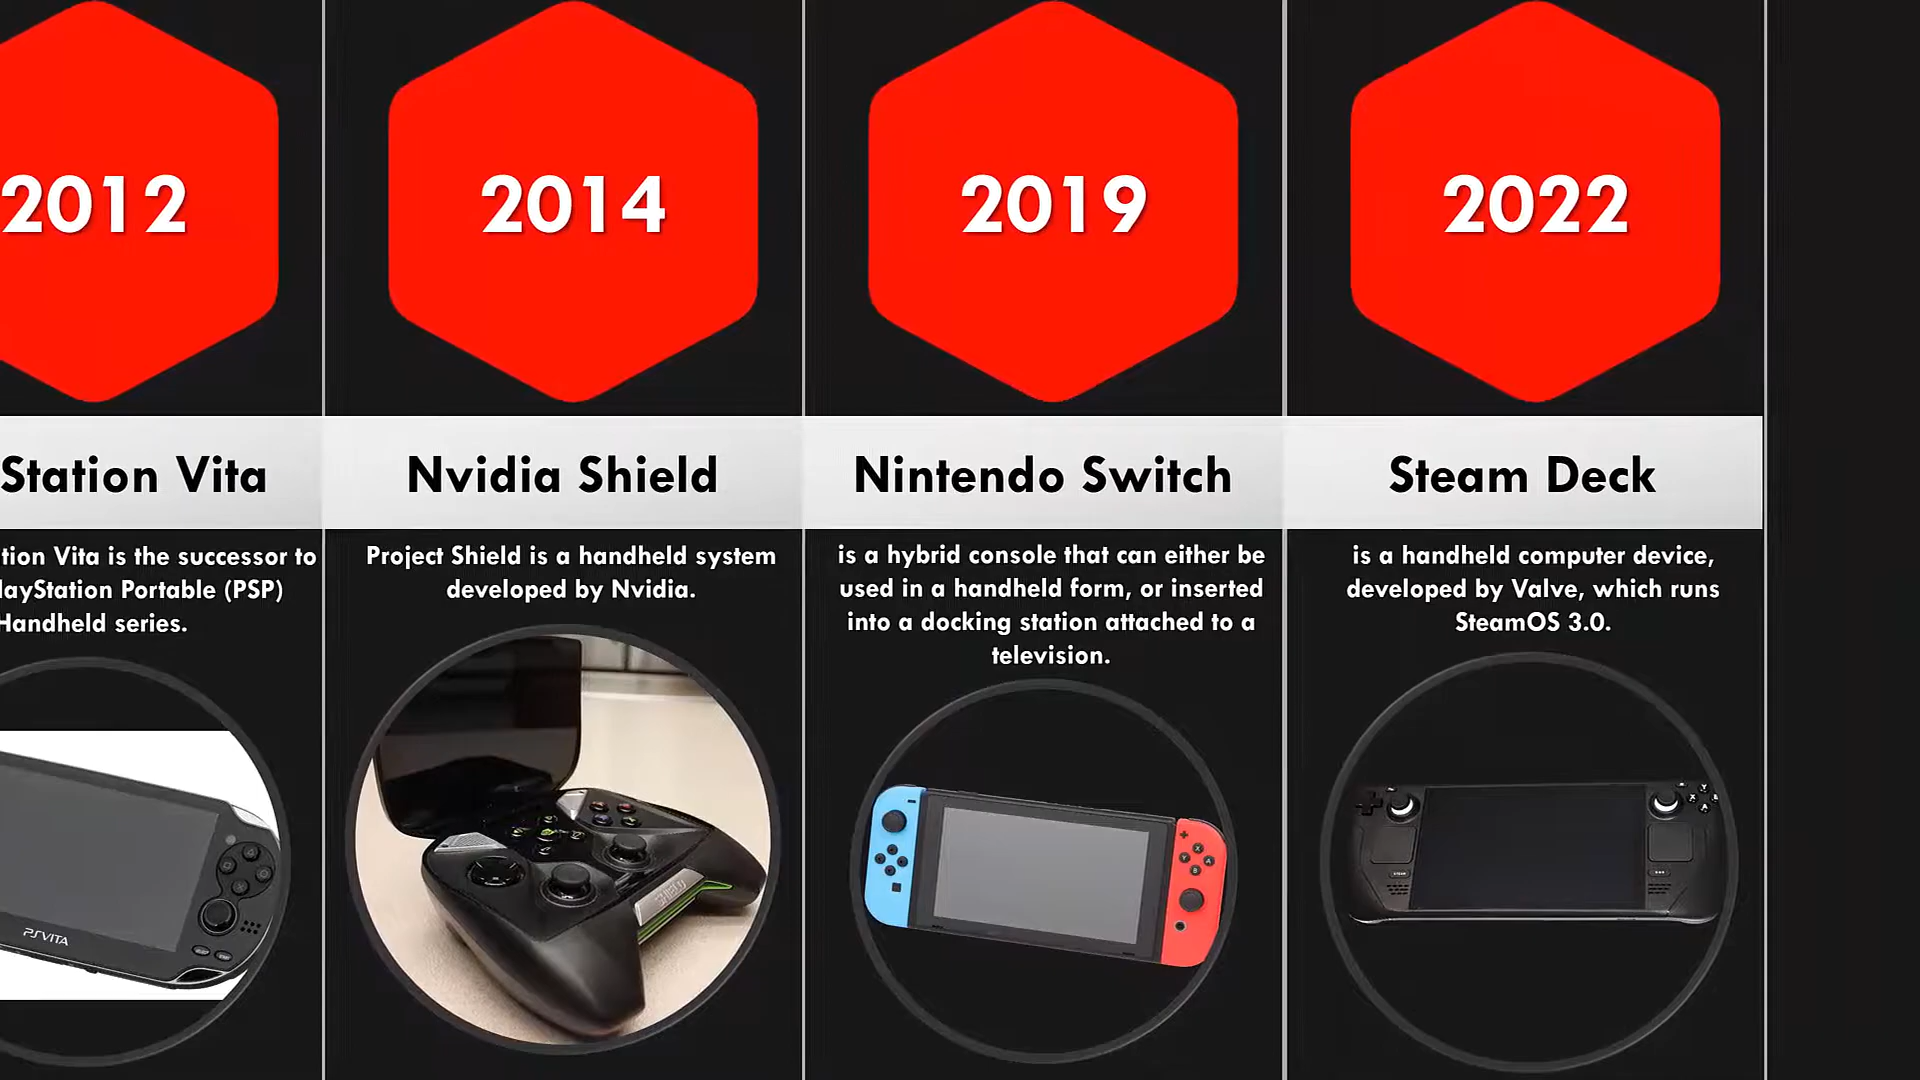 2012
Station Vita
tion Vita is the successor to
layStation Portable (PSP)
Handheld series.
PSVITA
2014
Nvidia Shield
Project Shield is a handheld system
developed by Nvidia.
SHIELD
2019
Nintendo Switch
is a hybrid console that can either be
used in a handheld form, or inserted
into a docking station attached to a
television.
2022
Steam Deck
is a handheld computer device,
developed by Valve, which runs
SteamOS 3.0.
STEAM